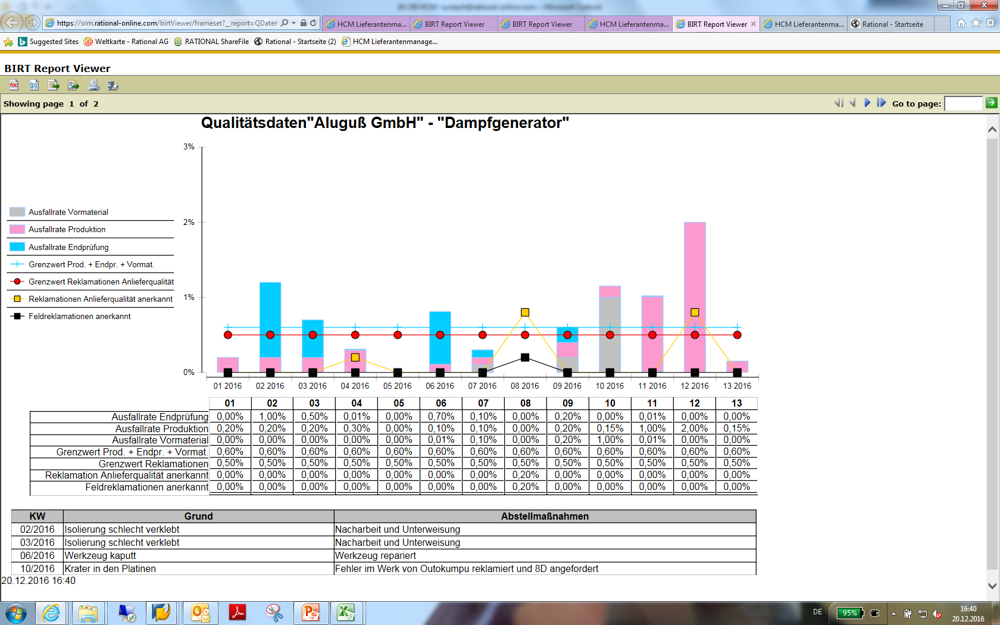 https://srm.rational-online.com/birtViewer/frameset?__report=QDaten
HCM Lieferantenma...
BIRT Report Viewer
BIRT Report Viewer
HCM Lieferantenma...
BIRT Report Viewer
HCM Lieferantenma...
Rational - Startseite
Suggested Sites
Weltkarte - Rational AG
RATIONAL ShareFile
Rational - Startseite (2)
HCM Lieferantenmanage...
BIRT Report Viewer
TOC
Showing page 1 of 2
Go to page:
Qualitätsdaten"Aluguß GmbH" - "Dampfgenerator"
3%
2%
1%
0%
Ausfallrate Vormaterial
Ausfallrate Produktion
Ausfallrate Endprüfung
Grenzwert Prod. + Endpr. + Vormat.
Grenzwert Reklamationen Anlieferqualität
Reklamationen Anlieferqualität anerkannt
Feldreklamationen anerkannt
01 2016 02 2016 03 2016 04 2016 05 2016 06 2016 07 2016 08 2016 09 2016 10 2016 11 2016 12 2016 13 2016
01 02 03 04 05 06 07 08 09 10 11 12 13
Ausfallrate Endprüfung 0,00% 1,00% 0,50% 0,01% 0,00% 0,70% 0,10% 0,00% 0,20% 0,00% 0,01% 0,00% 0,00%
Ausfallrate Produktion 0,20% 0,20% 0,20% 0,30% 0,00% 0,10% 0,10% 0,00% 0,20% 0,15% 1,00% 2,00% 0,15%
Ausfallrate Vormaterial 0,00% 0,00% 0,00% 0,00% 0,00% 0,01% 0,10% 0,00% 0,20% 1,00% 0,01% 0,00% 0,00%
Grenzwert Prod. + Endpr. + Vormat. 0,60% 0,60% 0,60% 0,60% 0,60% 0,60% 0,60% 0,60% 0,60% 0,60% 0,60% 0,60% 0,60%
Grenzwert Reklamationen 0,50% 0,50% 0,50% 0,50% 0,50% 0,50% 0,50% 0,50% 0,50% 0,50% 0,50% 0,50% 0,50%
Reklamation Anlieferqualität anerkannt 0,00% 0,00% 0,00% 0,00% 0,00% 0,00% 0,00% 0,20% 0,00% 0,00% 0,00% 0,00% 0,00%
Feldreklamationen anerkannt 0,00% 0,00% 0,00% 0,00% 0,00% 0,00% 0,00% 0,20% 0,00% 0,00% 0,00% 0,00% 0,00%
KW Grund Abstellmaßnahmen
02/2016 Isolierung schlecht verklebt Nacharbeit und Unterweisung
03/2016 Isolierung schlecht verklebt Nacharbeit und Unterweisung
06/2016 Werkzeug kaputt Werkzeug repariert
10/2016 Krater in den Platinen Fehler im Werk von Outokumpu reklamiert und 8D angefordert
20.12.2016 16:40
DE
95%
16:40
20.12.2016